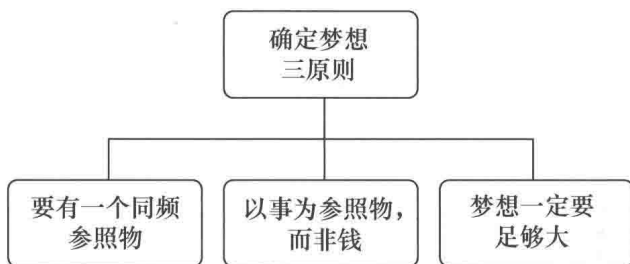 确定梦想
三原则
要有一个同频
参照物
以事为参照物，
而非钱
梦想一定要
足够大